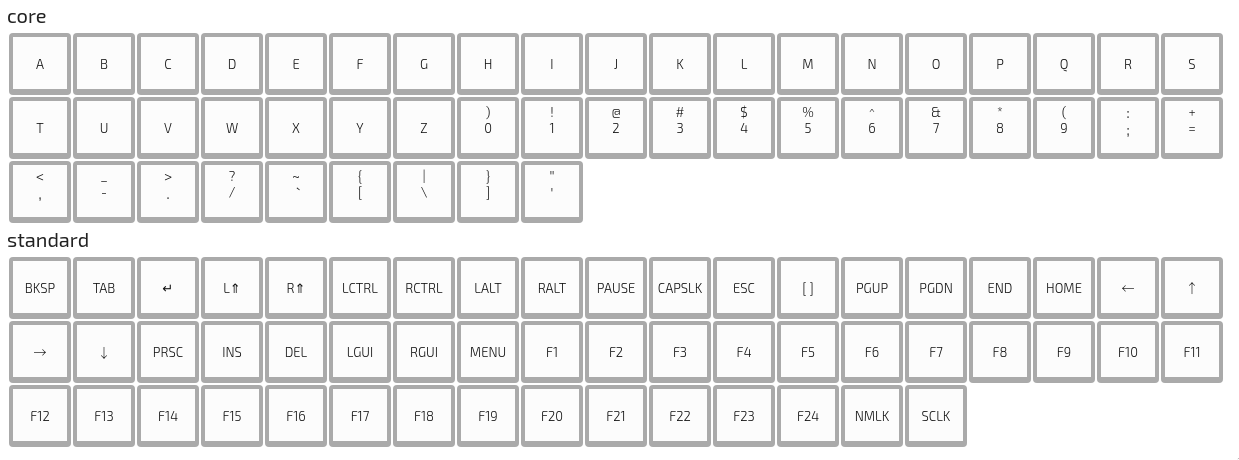 core
A B C D E F G H I J K L M N O P Q R S
) ! @ # $ % ^ & * ( : +
T U V W X Y Z 0 1 2 3 4 5 6 7 8 9 ; =
< _ > ? ~ { | } "
, - . / ` [ \ ] '
standard
BKSP TAB ↵ L⇑ R⇑ LCTRL RCTRL LALT RALT PAUSE CAPSLK ESC [ ] PGUP PGDN END HOME ← ↑
→ ↓ PRSC INS DEL LGUI RGUI MENU F1 F2 F3 F4 F5 F6 F7 F8 F9 F10 F11
F12 F13 F14 F15 F16 F17 F18 F19 F20 F21 F22 F23 F24 NMLK SCLK